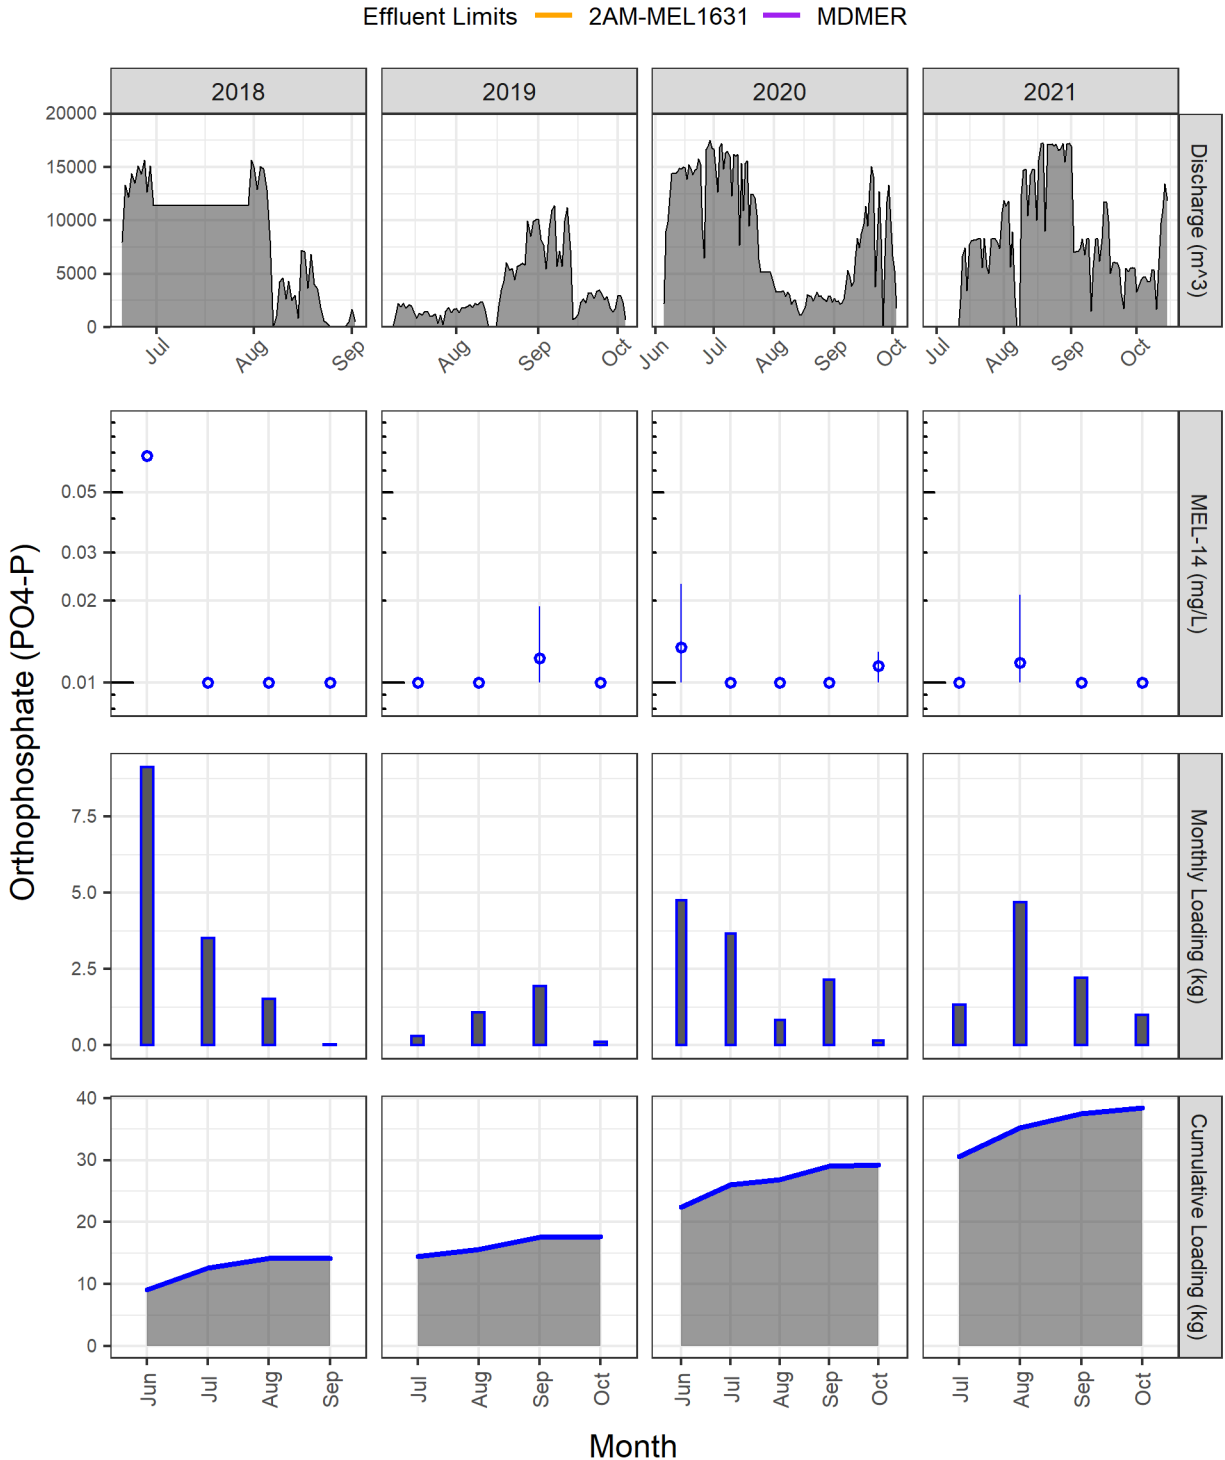 Effluent Limits 2AM-MEL1631 MDMER
2018 2019 2020 2021
20000
15000
10000
5000
0
Discharge (m^3)
Jul Aug Sep Aug Sep Oct Jun Jul Aug Sep Oct Jul Aug Sep Oct
Orthophosphate (PO4-P)
0.05
0.03
0.02
0.01
MEL-14 (mg/L)
7.5
5.0
2.5
0.0
Monthly Loading (kg)
40
30
20
10
0
Cumulative Loading (kg)
Jun Jul Aug Sep Jul Aug Sep Oct Jun Jul Aug Sep Oct Jul Aug Sep Oct
Month